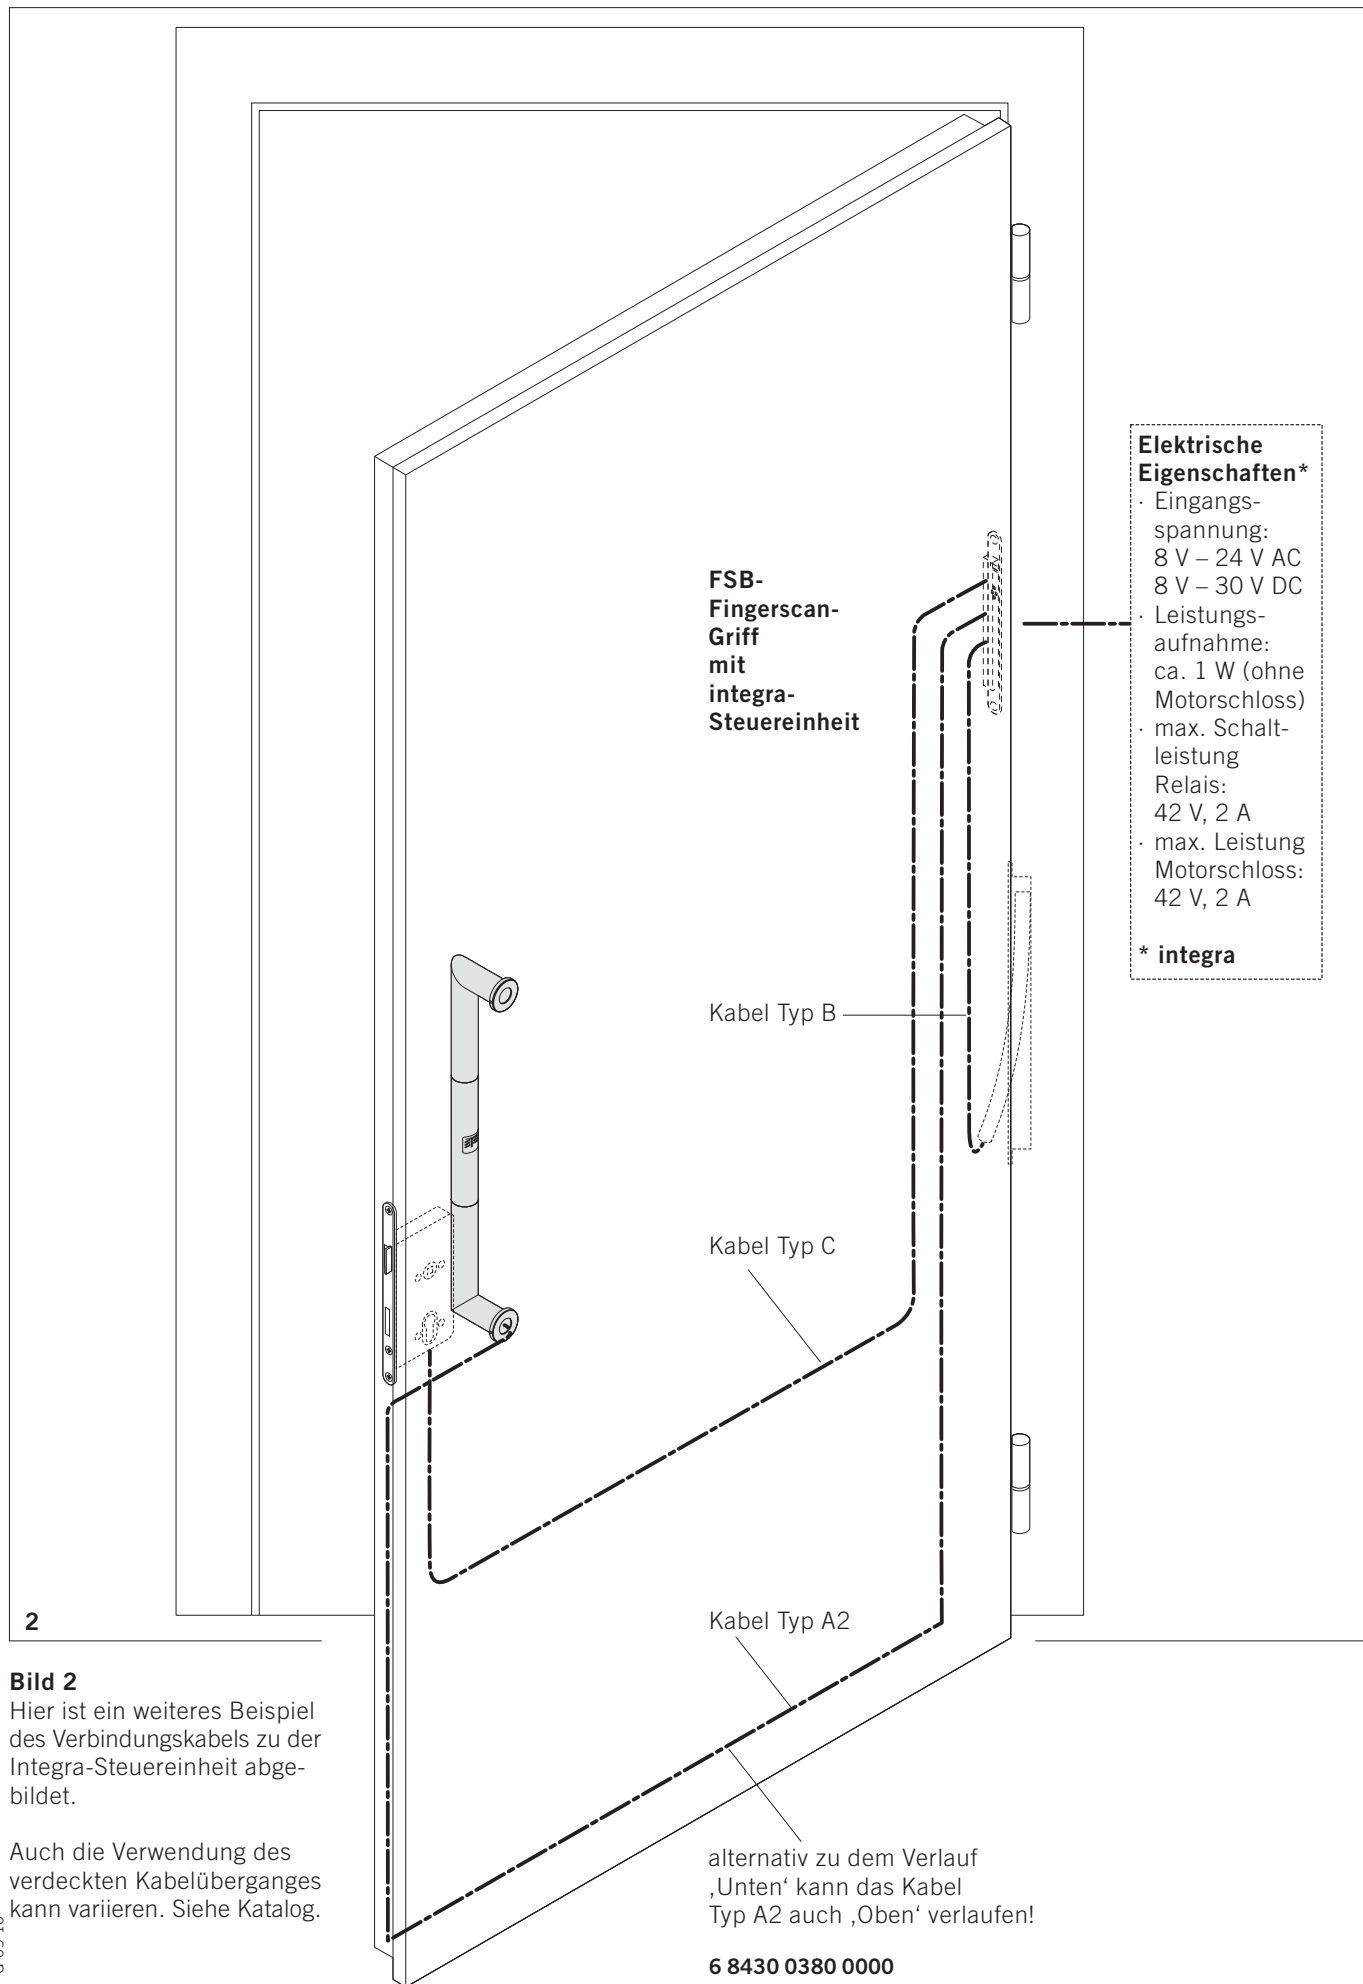 Elektrische
Eigenschaften*
· Eingangs-
spannung:
8 V – 24 V AC
8 V – 30 V DC
· Leistungs-
aufnahme:
ca. 1 W (ohne
Motorschloss)
· max. Schalt-
leistung
Relais:
42 V, 2 A
· max. Leistung
Motorschloss:
42 V, 2 A
* integra
FSB-
Fingerscan-
Griff
mit
integra-
Steuereinheit
Kabel Typ B
Kabel Typ C
Kabel Typ A2
2
Bild 2
Hier ist ein weiteres Beispiel
des Verbindungskabels zu der
Integra-Steuereinheit abge-
bildet.
Auch die Verwendung des
verdeckten Kabelüberganges
kann variieren. Siehe Katalog.
alternativ zu dem Verlauf
‚Unten‘ kann das Kabel
Typ A2 auch ‚Oben‘ verlaufen!
6 8430 0380 0000